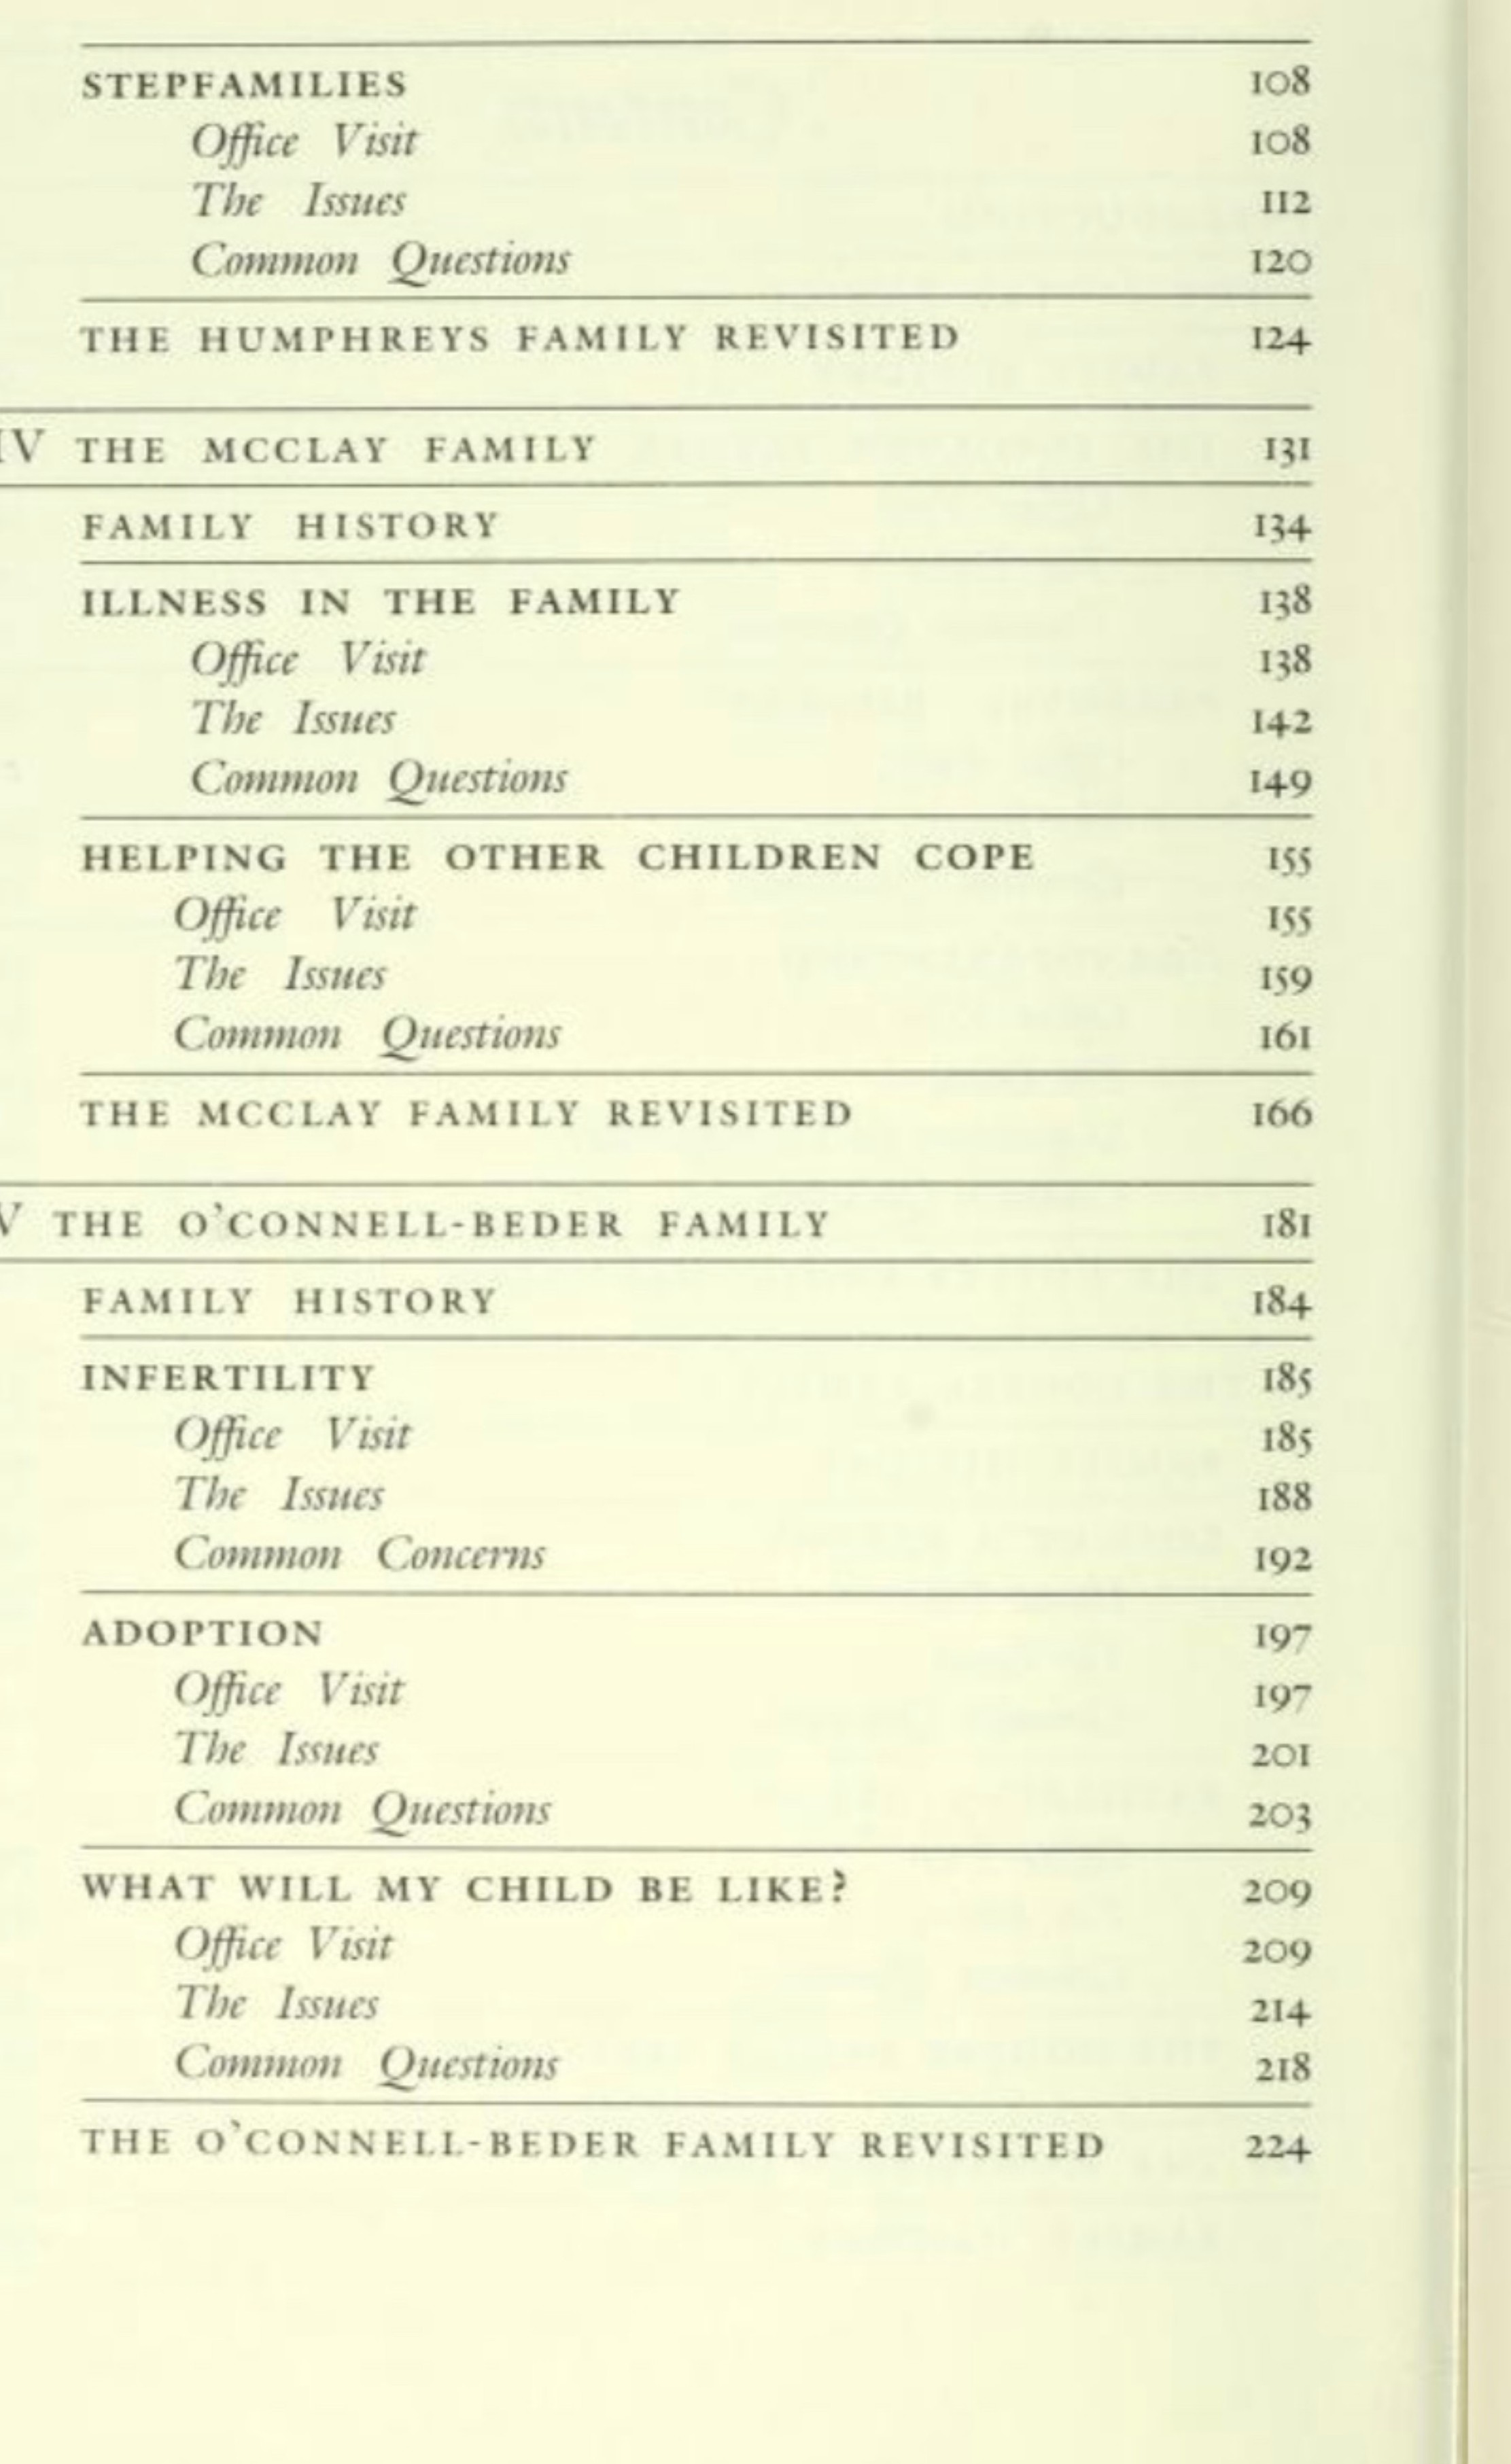 STEPFAMILIES 108
Office Visit 108
The Issues 112
Common Questions 120
THE HUMPHREYS FAMILY REVISITED 124
IV THE MCCLAY FAMILY 131
FAMILY HISTORY 134
ILLNESS IN THE FAMILY 138
Office Visit 138
The Issues 142
Common Questions 149
HELPING THE OTHER CHILDREN COPE 155
Office Visit 155
The Issues 159
Common Questions 161
THE MCCLAY FAMILY REVISITED 166
V THE O'CONNELL-BEDER FAMILY 181
FAMILY HISTORY 184
INFERTILITY 185
Office Visit 185
The Issues 188
Common Concerns 192
ADOPTION 197
Office Visit 197
The Issues 201
Common Questions 203
WHAT WILL MY CHILD BE LIKE? 209
Office Visit 209
The Issues 214
Common Questions 218
THE O'CONNELL-BEDER FAMILY REVISITED 224